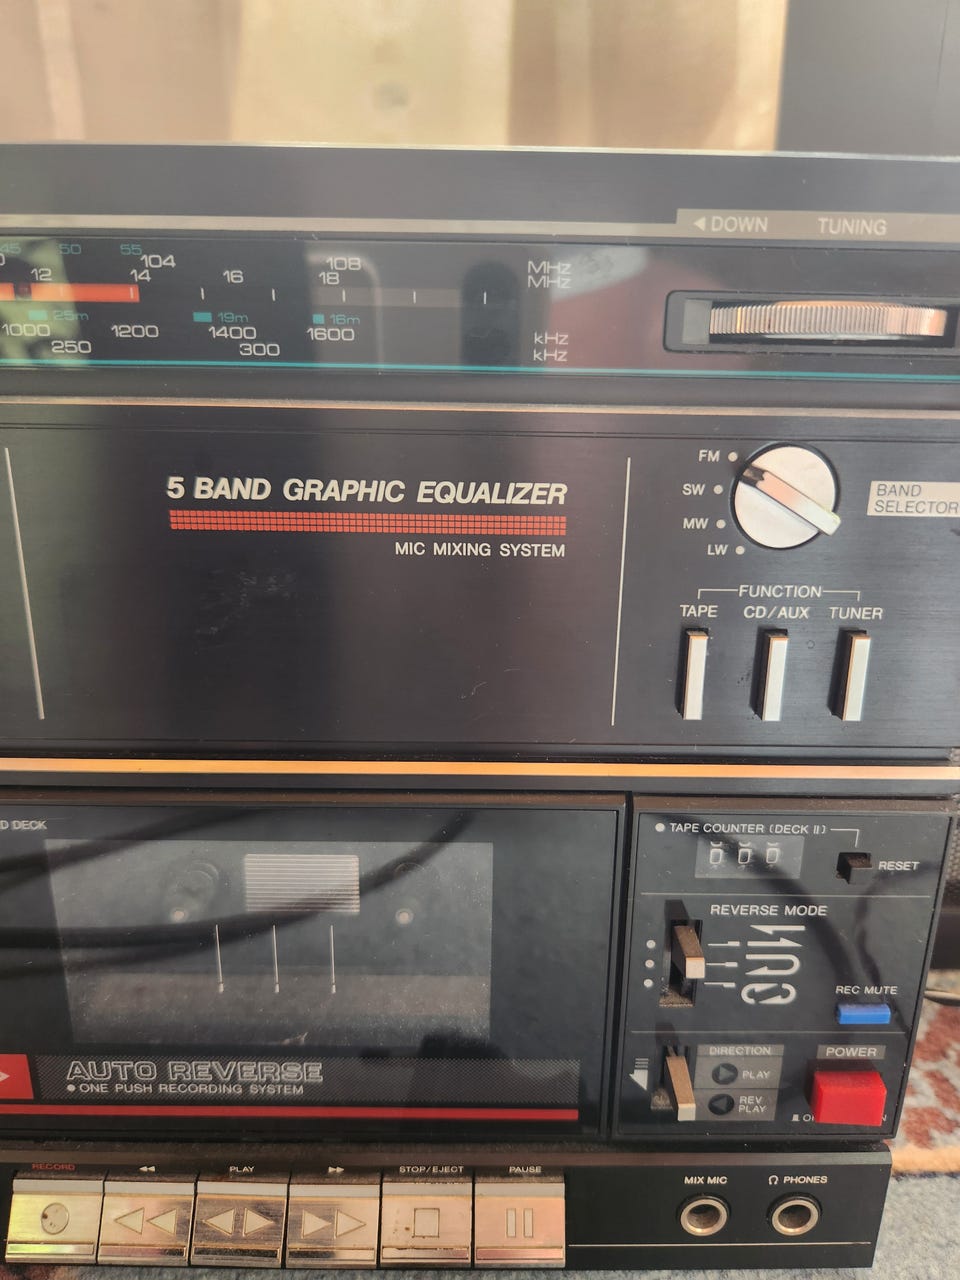 ◀ DOWN TUNING
45 50 55
104 108 MHz
12 14 16 18 MHz
25m 19m 16m
1000 1200 1400 1600 kHz
250 300 kHz
5 BAND GRAPHIC EQUALIZER
MIC MIXING SYSTEM
FM
SW
MW
LW
BAND
SELECTOR
FUNCTION
TAPE CD/AUX TUNER
D DECK
TAPE COUNTER (DECK II)
0 0 0
RESET
REVERSE MODE
REC MUTE
DIRECTION
PLAY
REV
PLAY
POWER
AUTO REVERSE
● ONE PUSH RECORDING SYSTEM
RECORD ◀◀ PLAY ▶▶ STOP/EJECT PAUSE
MIX MIC PHONES